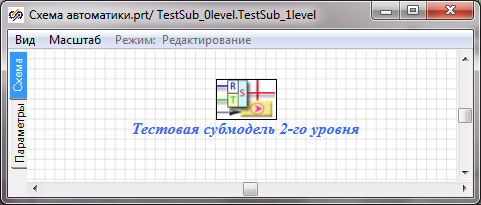 Схема автоматики.prt/ TestSub_0level.TestSub_1level
Вид Масштаб Режим: Редактирование
Схема
Параметры
R S
T
Тестовая субмодель 2-го уровня